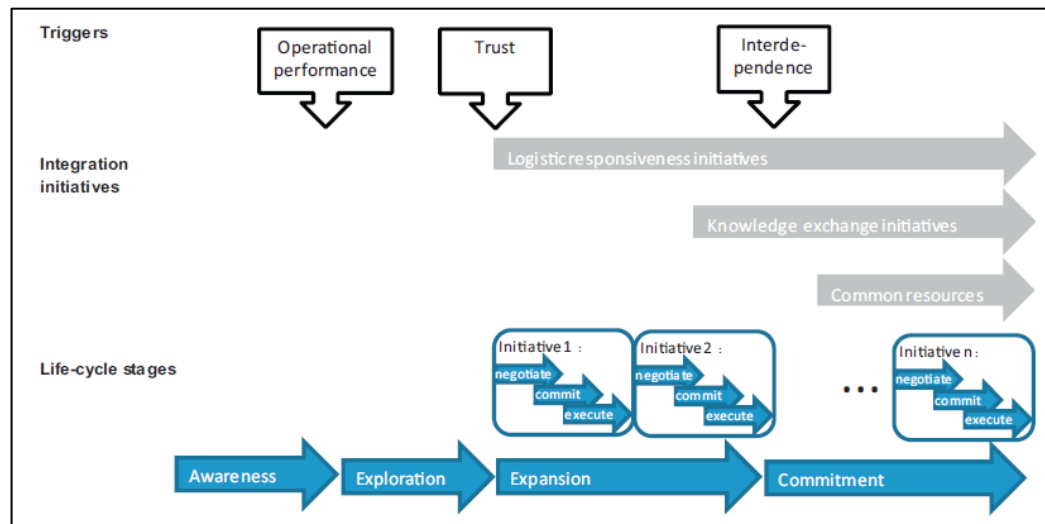 Triggers
Operational
performance
Trust
Interde-
pendence
Integration
initiatives
Logistic responsiveness initiatives
Knowledge exchange initiatives
Common resources
Life-cycle stages
Initiative 1 :
negotiate
commit
execute
Initiative 2 :
negotiate
commit
execute
...
Initiative n :
negotiate
commit
execute
Awareness
Exploration
Expansion
Commitment